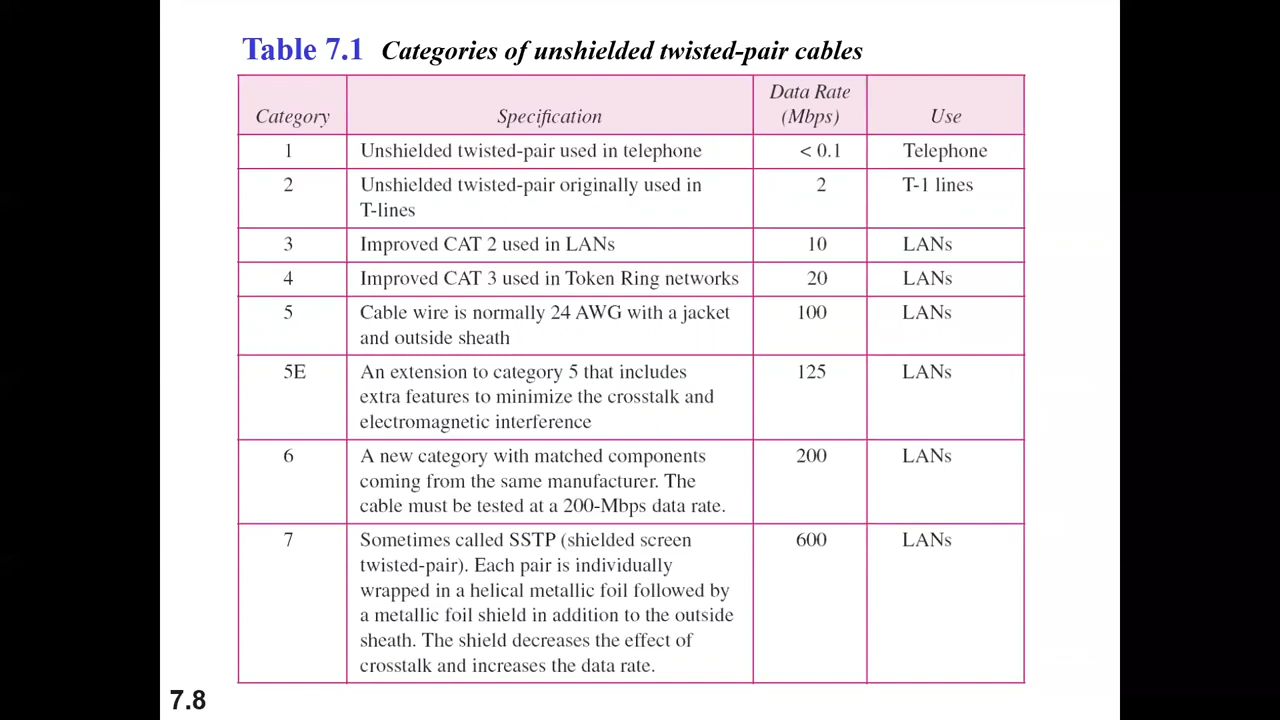 Table 7.1 Categories of unshielded twisted-pair cables
Category Specification Data Rate (Mbps) Use
1 Unshielded twisted-pair used in telephone < 0.1 Telephone
2 Unshielded twisted-pair originally used in 2 T-1 lines
T-lines
3 Improved CAT 2 used in LANs 10 LANs
4 Improved CAT 3 used in Token Ring networks 20 LANs
5 Cable wire is normally 24 AWG with a jacket 100 LANs
and outside sheath
5E An extension to category 5 that includes 125 LANs
extra features to minimize the crosstalk and
electromagnetic interference
6 A new category with matched components 200 LANs
coming from the same manufacturer. The
cable must be tested at a 200-Mbps data rate.
7 Sometimes called SSTP (shielded screen 600 LANs
twisted-pair). Each pair is individually
wrapped in a helical metallic foil followed by
a metallic foil shield in addition to the outside
sheath. The shield decreases the effect of
crosstalk and increases the data rate.
7.8